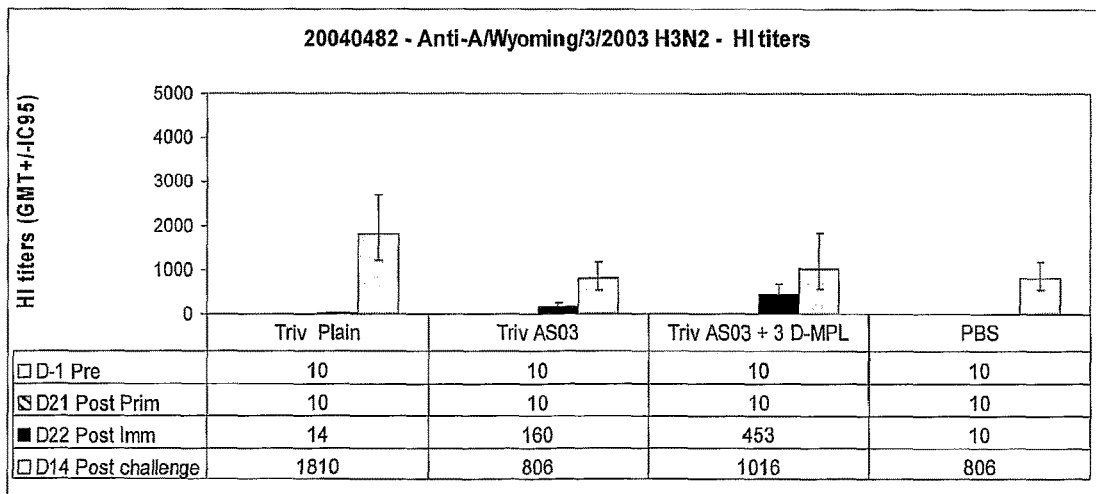 20040482 - Anti-A/Wyoming/3/2003 H3N2 - HI titers
HI titers (GMT+/-IC95)
5000
4000
3000
2000
1000
0
Triv Plain Triv AS03 Triv AS03 + 3 D-MPL PBS
D-1 Pre 10 10 10 10
D21 Post Prim 10 10 10 10
D22 Post Imm 14 160 453 10
D14 Post challenge 1810 806 1016 806